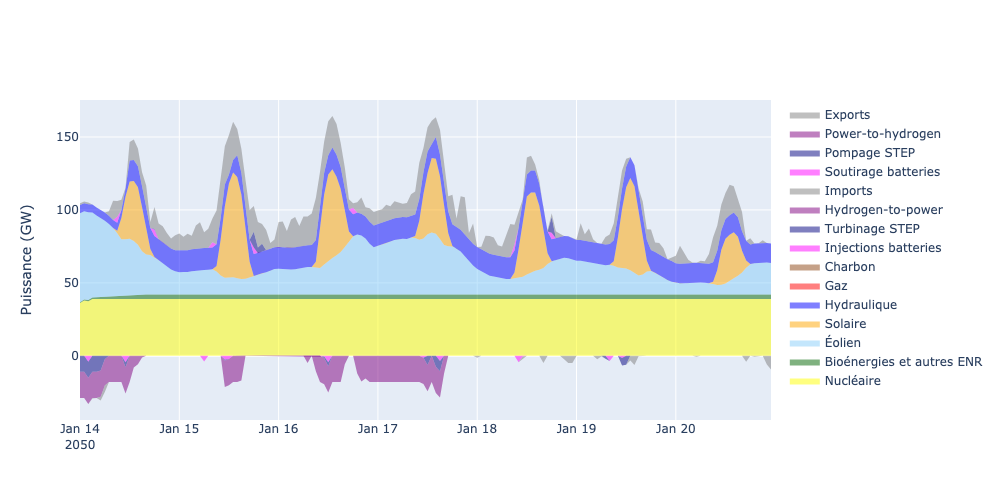 Puissance (GW)
150
100
50
0
Jan 14
2050
Jan 15
Jan 16
Jan 17
Jan 18
Jan 19
Jan 20
Exports
Power-to-hydrogen
Pompage STEP
Soutirage batteries
Imports
Hydrogen-to-power
Turbinage STEP
Injections batteries
Charbon
Gaz
Hydraulique
Solaire
Éolien
Bioénergies et autres ENR
Nucléaire